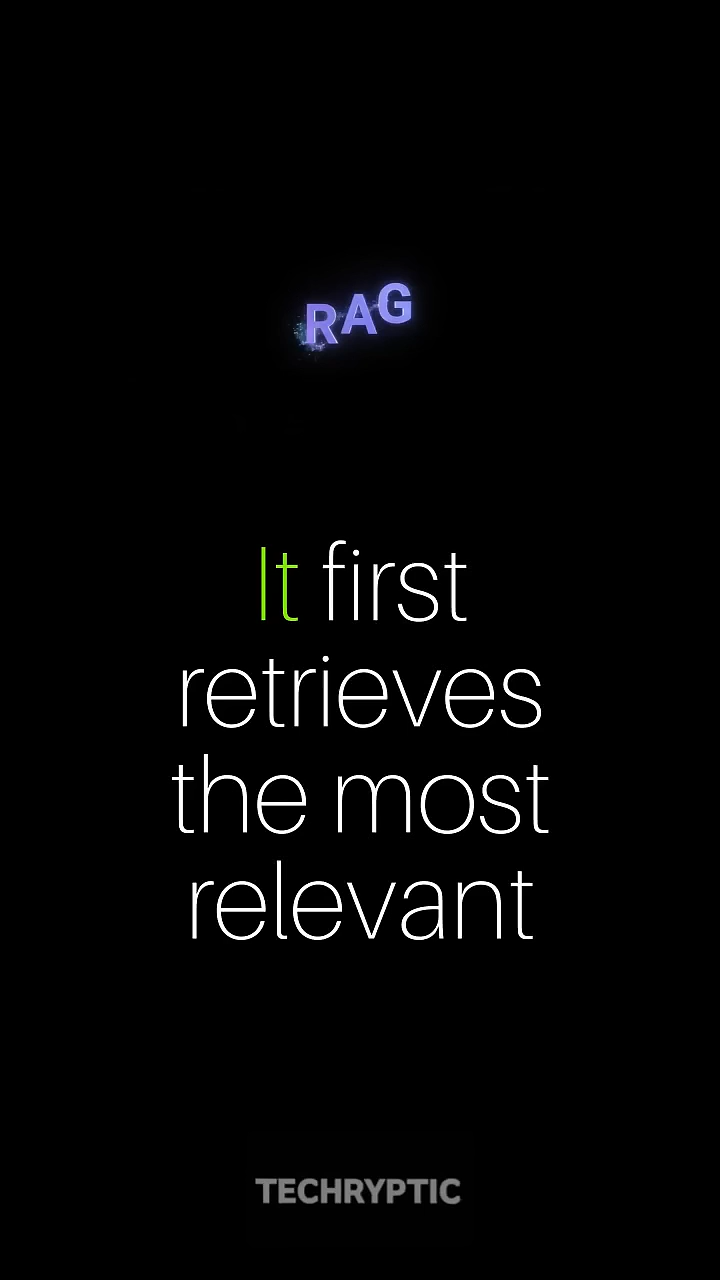 RAG
It first
retrieves
the most
relevant
TECHRYPTIC